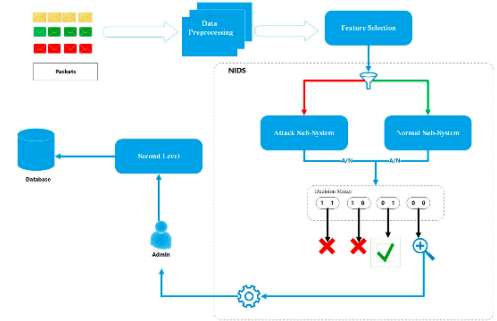 Data
Preprocessing
Feature Selection
Packets
NIDS
Attack Sub-System
Normal Sub-System
A/N
A/N
Second Level
Database
Decision Maker
1 1
1 0
0 1
0 0
Admin